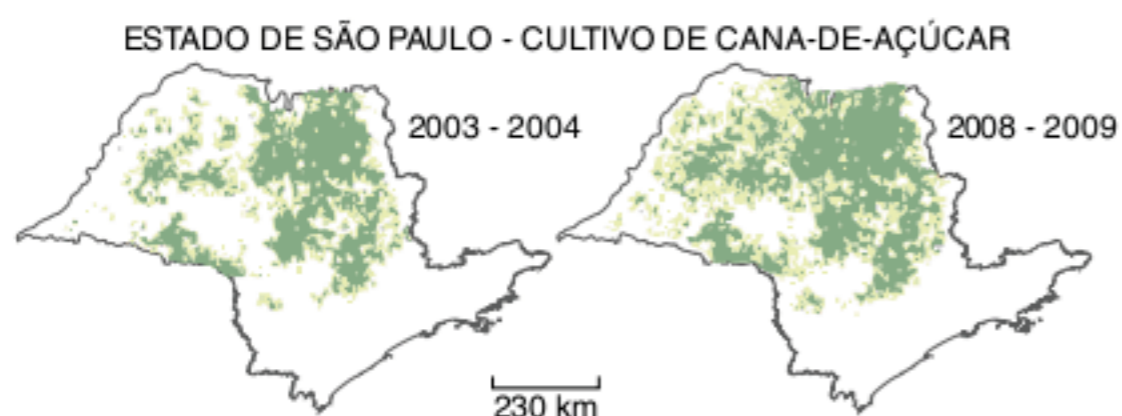 ESTADO DE SÃO PAULO - CULTIVO DE CANA-DE-AÇÚCAR
2003 - 2004
2008 - 2009
230 km